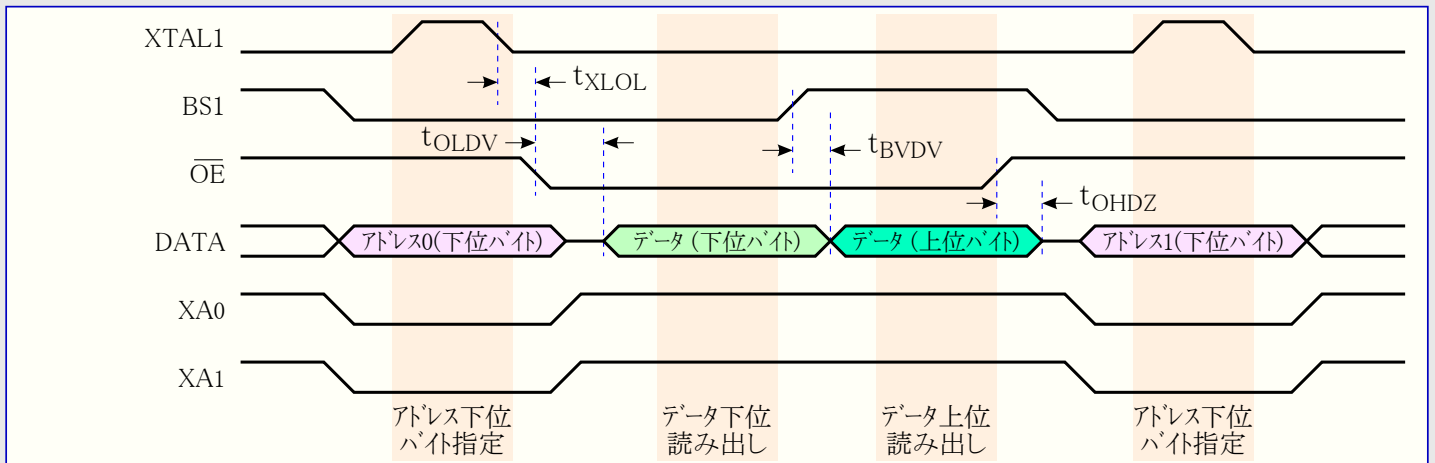 XTAL1
tXLOL
BS1
tOLDV
tBVDV
OE
tOHDZ
DATA
アドレス0(下位バイト)
データ (下位バイト)
データ (上位バイト)
アドレス1(下位バイト)
XA0
XA1
アドレス下位
バイト指定
データ下位
読み出し
データ上位
読み出し
アドレス下位
バイト指定